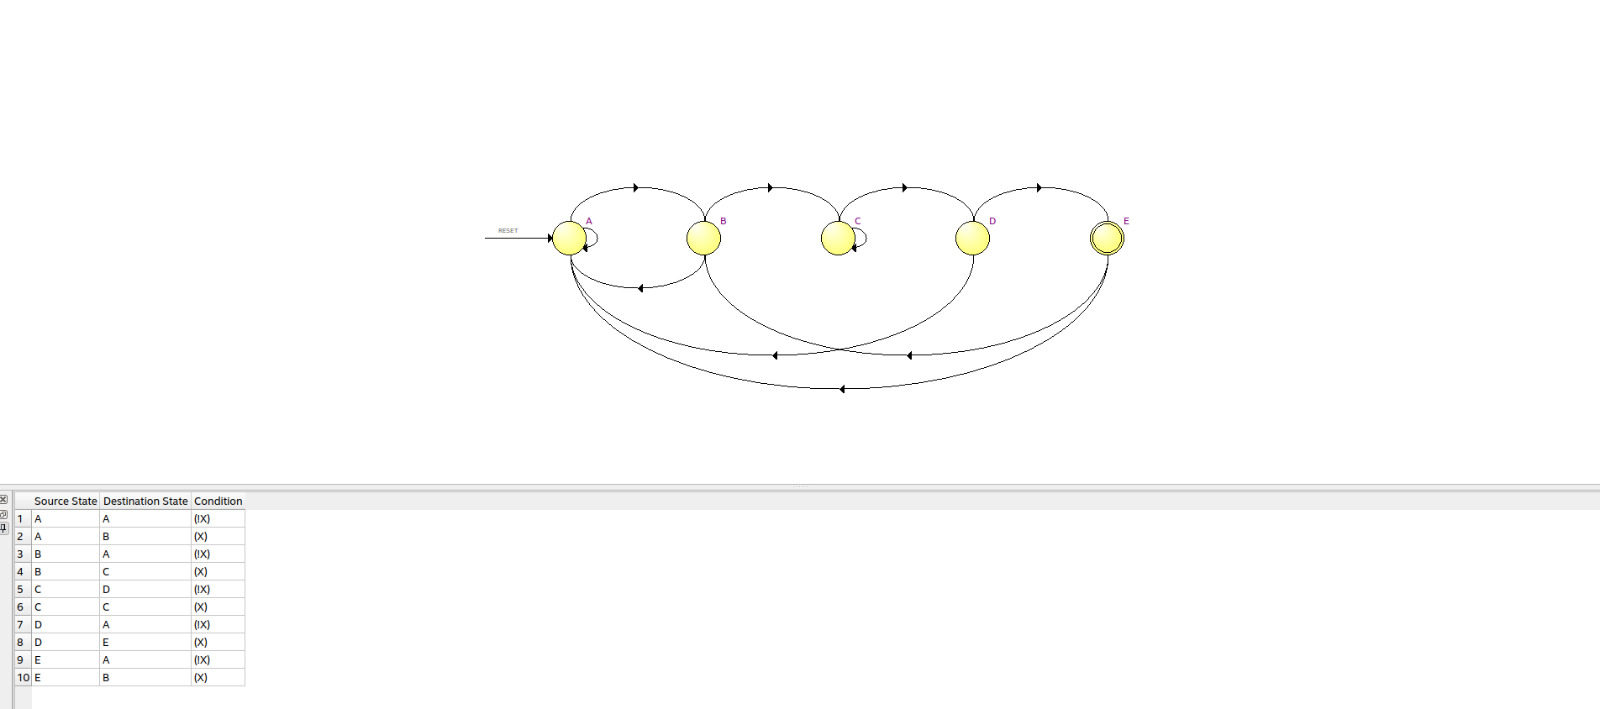 A B C D E
RESET
Source State Destination State Condition
1 A A (!X)
2 A B (X)
3 B A (!X)
4 B C (X)
5 C D (!X)
6 C C (X)
7 D A (!X)
8 D E (X)
9 E A (!X)
10 E B (X)